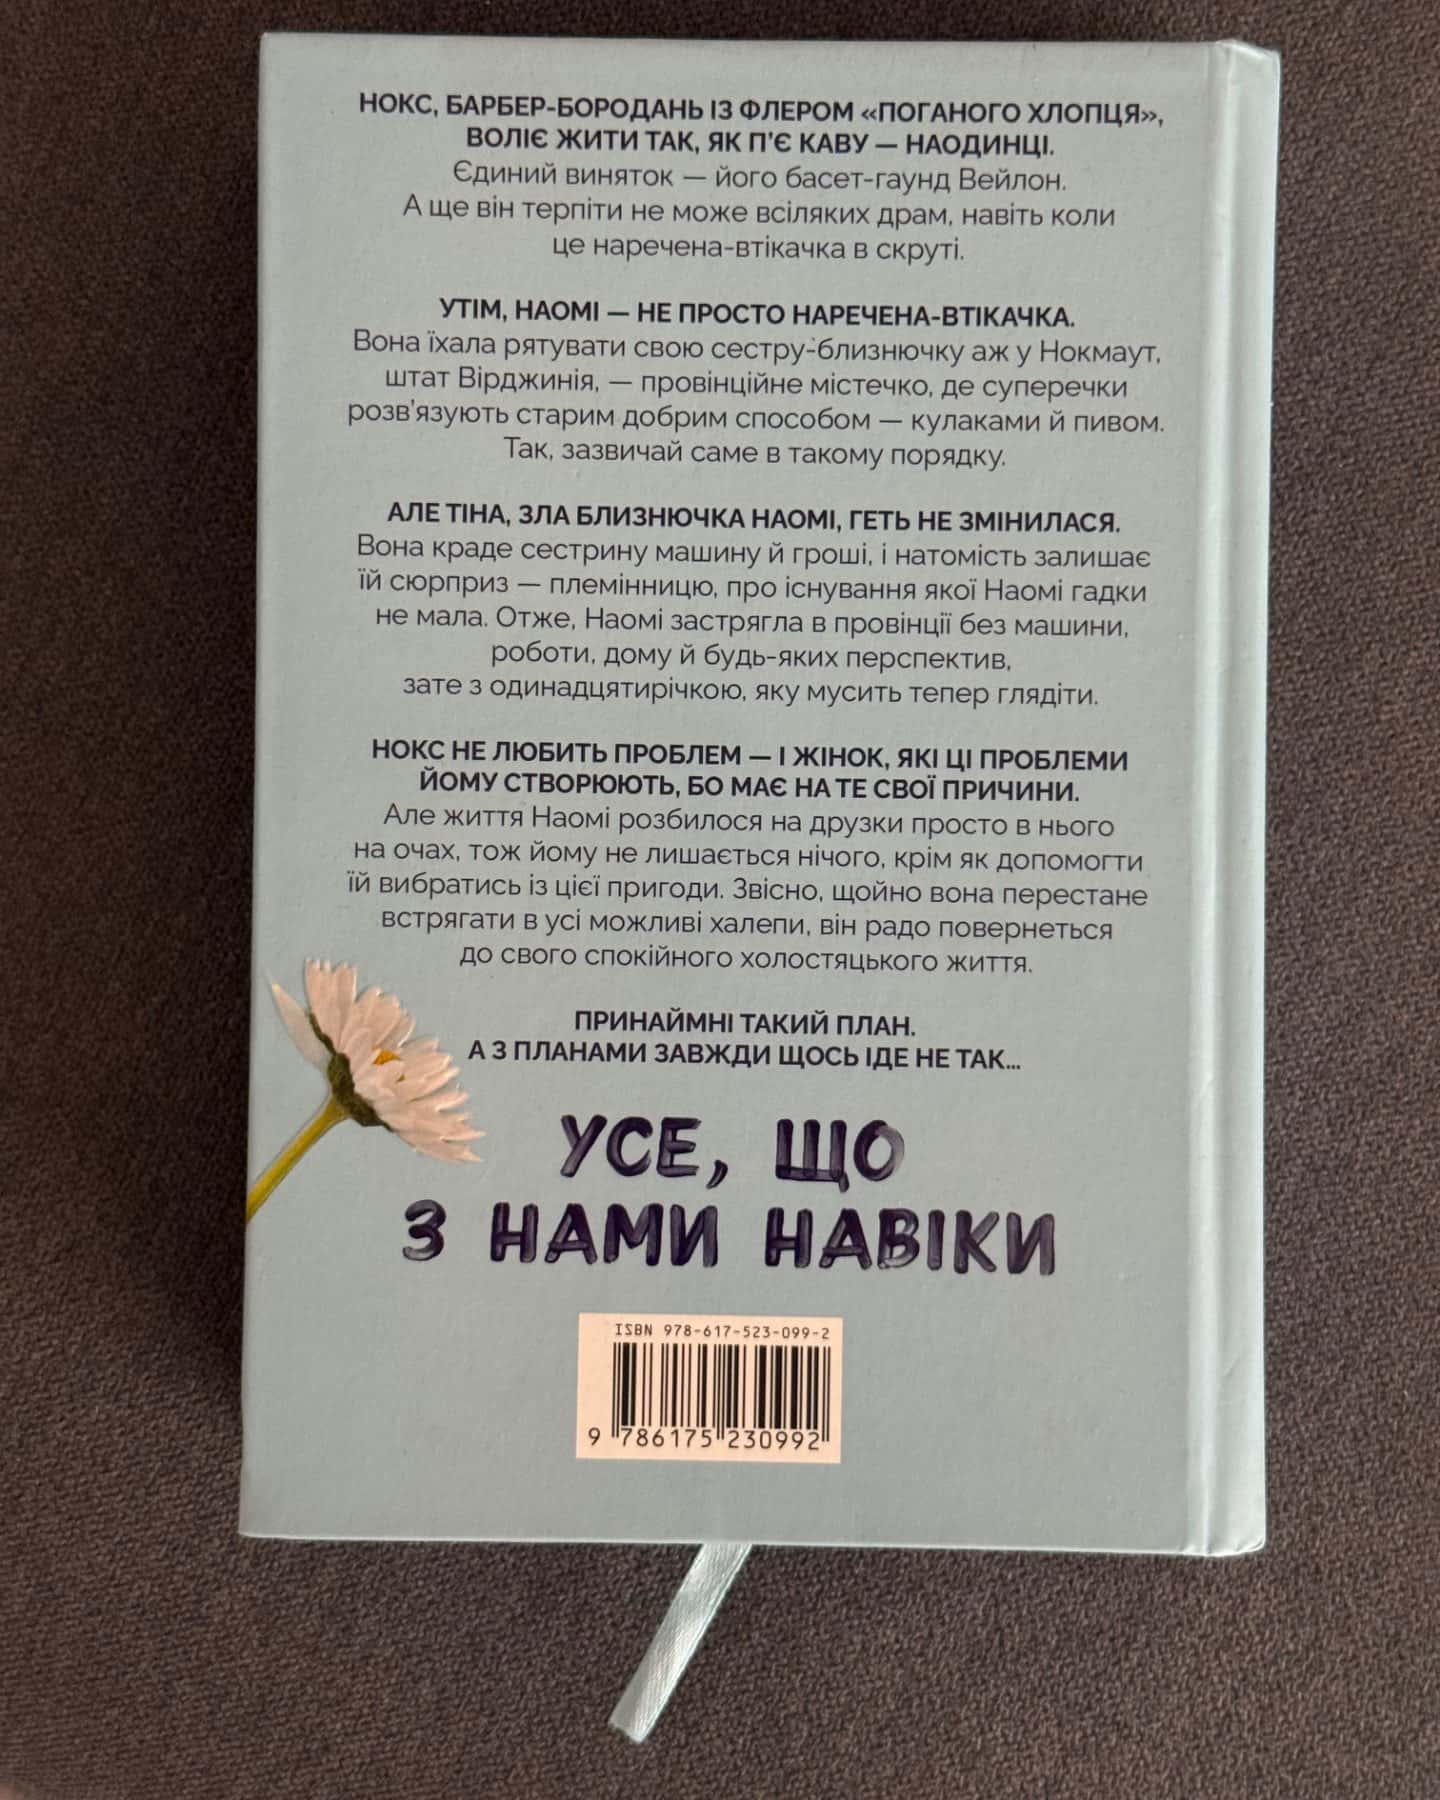 НОКС, БАРБЕР-БОРОДАНЬ ІЗ ФЛЕРОМ «ПОГАНОГО ХЛОПЦЯ»,
ВОЛІЄ ЖИТИ ТАК, ЯК П'Є КАВУ — НАОДИНЦІ.
Єдиний виняток — його басет-гаунд Вейлон.
А ще він терпіти не може всіляких драм, навіть коли
це наречена-втікачка в скруті.
УТІМ, НАОМІ — НЕ ПРОСТО НАРЕЧЕНА-ВТІКАЧКА.
Вона їхала рятувати свою сестру-близнючку аж у Нокмаут,
штат Вірджинія, — провінційне містечко, де суперечки
розв'язують старим добрим способом — кулаками й пивом.
Так, зазвичай саме в такому порядку.
АЛЕ ТІНА, ЗЛА БЛИЗНЮЧКА НАОМІ, ГЕТЬ НЕ ЗМІНИЛАСЯ.
Вона краде сестрину машину й гроші, і натомість залишає
їй сюрприз — племінницю, про існування якої Наомі гадки
не мала. Отже, Наомі застрягла в провінції без машини,
роботи, дому й будь-яких перспектив,
зате з одинадцятирічкою, яку мусить тепер глядіти.
НОКС НЕ ЛЮБИТЬ ПРОБЛЕМ — І ЖІНОК, ЯКІ ЦІ ПРОБЛЕМИ
ЙОМУ СТВОРЮЮТЬ, БО МАЄ НА ТЕ СВОЇ ПРИЧИНИ.
Але життя Наомі розбилося на друзки просто в нього
на очах, тож йому не лишається нічого, крім як допомогти
їй вибратись із цієї пригоди. Звісно, щойно вона перестане
встрягати в усі можливі халепи, він радо повернеться
до свого спокійного холостяцького життя.
ПРИНАЙМНІ ТАКИЙ ПЛАН.
А З ПЛАНАМИ ЗАВЖДИ ЩОСЬ ІДЕ НЕ ТАК...
УСЕ, ЩО
З НАМИ НАВІКИ
ISBN 978-617-523-099-2
9 786175 230992